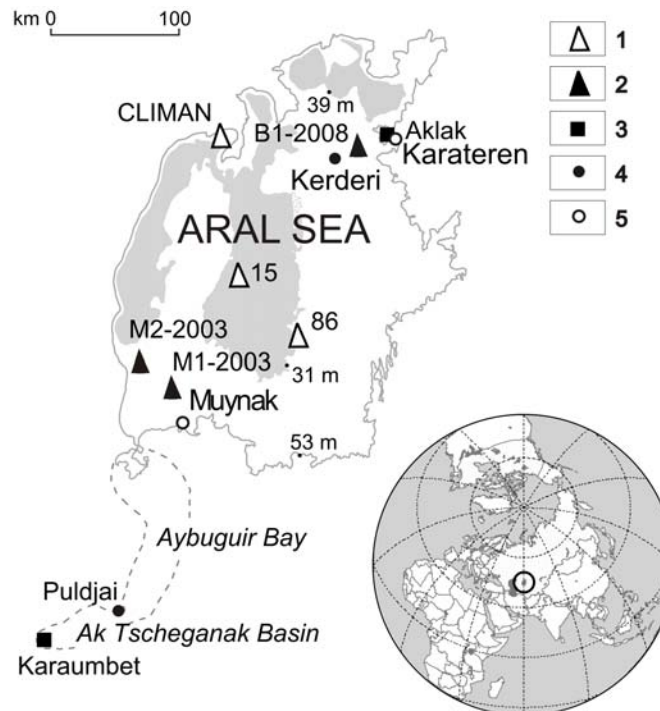 km 0 100
1
2
3
4
5
39 m
CLIMAN
B1-2008
Aklak
Karateren
Kerderi
ARAL SEA
15
86
M2-2003
M1-2003
31 m
Muynak
53 m
Aybuguir Bay
Puldjai
Ak Tscheganak Basin
Karaumbet